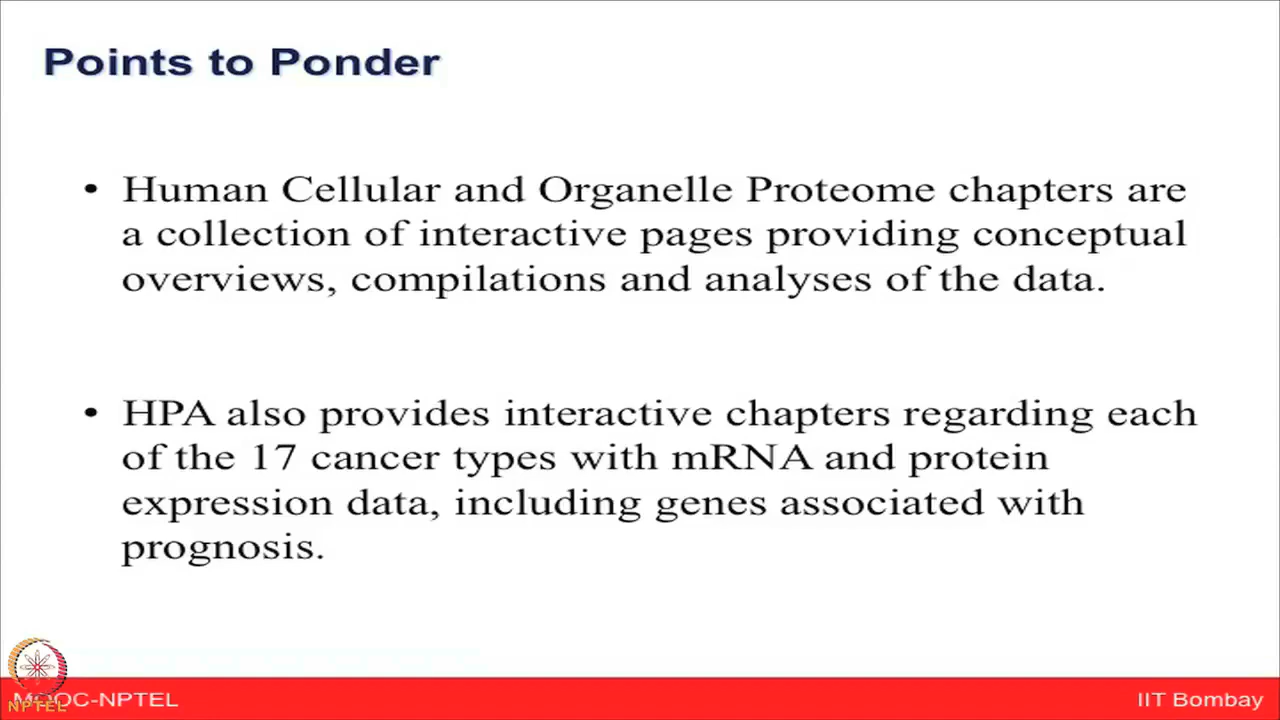 Points to Ponder
• Human Cellular and Organelle Proteome chapters are
a collection of interactive pages providing conceptual
overviews, compilations and analyses of the data.
• HPA also provides interactive chapters regarding each
of the 17 cancer types with mRNA and protein
expression data, including genes associated with
prognosis.
MOOC-NPTEL
NPTEL
IIT Bombay